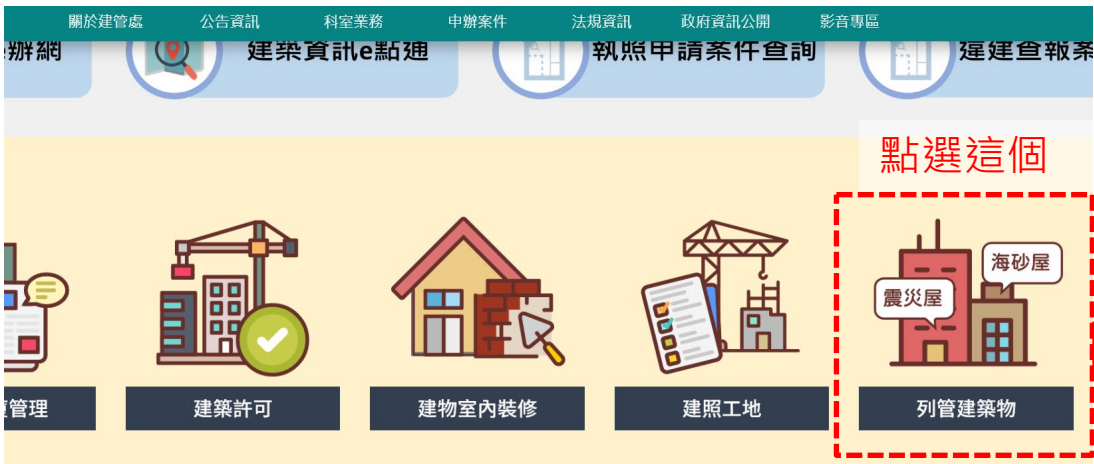 關於建管處 公告資訊 科室業務 申辦案件 法規資訊 政府資訊公開 影音專區
辦網 建築資訊e點通 執照申請案件查詢 違建查報案
點選這個
海砂屋
震災屋
管理 建築許可 建物室內裝修 建照工地 列管建築物